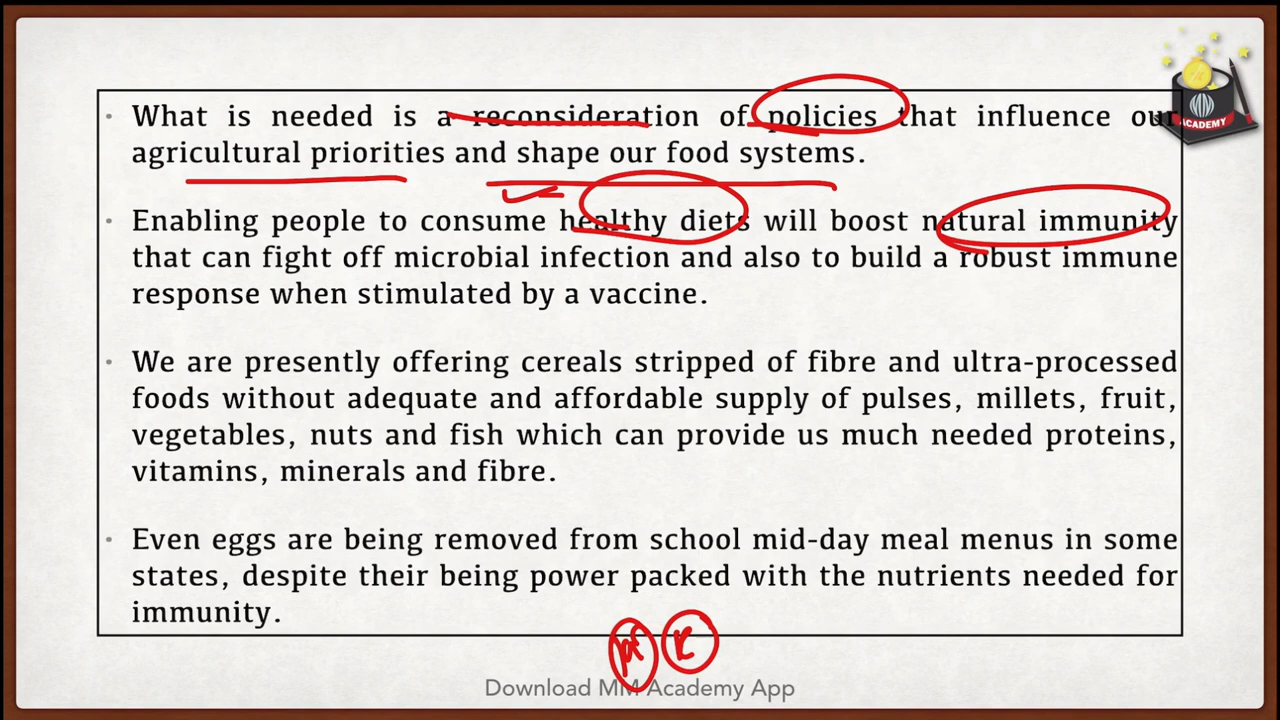 What is needed is a reconsideration of policies that influence our
agricultural priorities and shape our food systems.
Enabling people to consume healthy diets will boost natural immunity
that can fight off microbial infection and also to build a robust immune
response when stimulated by a vaccine.
We are presently offering cereals stripped of fibre and ultra-processed
foods without adequate and affordable supply of pulses, millets, fruit,
vegetables, nuts and fish which can provide us much needed proteins,
vitamins, minerals and fibre.
Even eggs are being removed from school mid-day meal menus in some
states, despite their being power packed with the nutrients needed for
immunity.
Download MM Academy App
ACADEMY